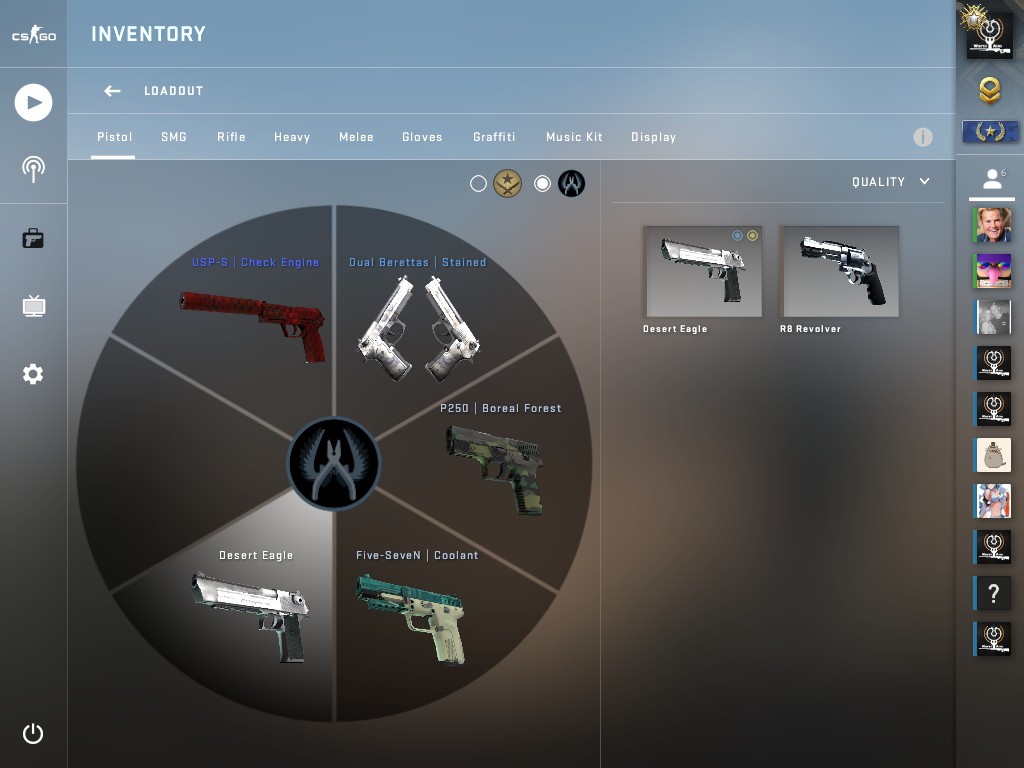 CS GO
INVENTORY
LOADOUT
Pistol SMG Rifle Heavy Melee Gloves Graffiti Music Kit Display
QUALITY
6
USP-S | Check Engine
Dual Berettas | Stained
P250 | Boreal Forest
Desert Eagle
Five-SeveN | Coolant
Desert Eagle
R8 Revolver
?